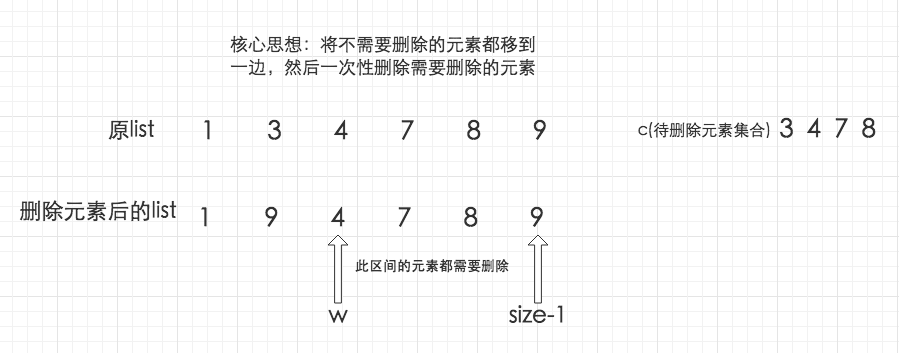 核心思想：将不需要删除的元素都移到
一边，然后一次性删除需要删除的元素
原list 1 3 4 7 8 9 c(待删除元素集合) 3 4 7 8
删除元素后的list 1 9 4 7 8 9
此区间的元素都需要删除
w size-1